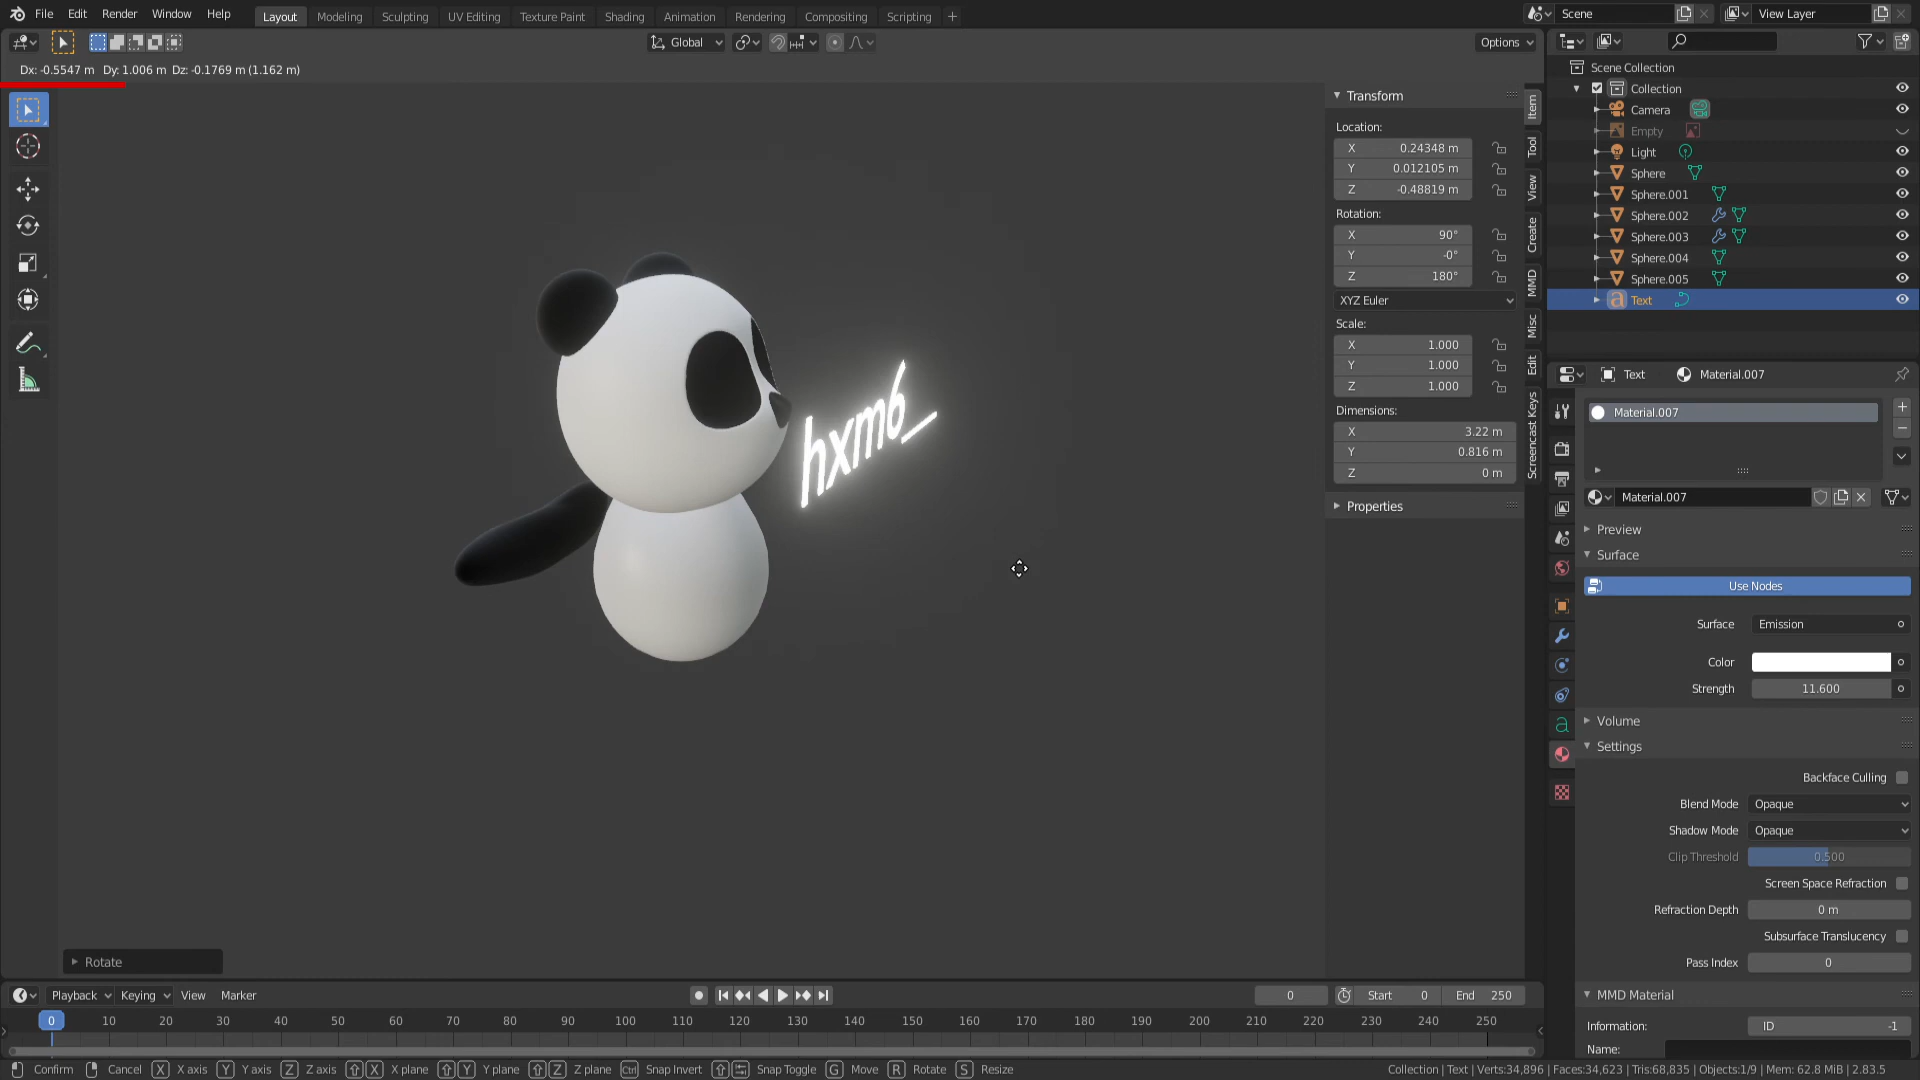 File Edit Render Window Help
Layout Modeling Sculpting UV Editing Texture Paint Shading Animation Rendering Compositing Scripting +
Scene
View Layer
Global
Options
Dx: -0.5547 m Dy: 1.006 m Dz: -0.1769 m (1.162 m)
Transform
Location:
X 0.24348 m
Y 0.012105 m
Z -0.48819 m
Rotation:
X 90°
Y -0°
Z 180°
XYZ Euler
Scale:
X 1.000
Y 1.000
Z 1.000
Dimensions:
X 3.22 m
Y 0.816 m
Z 0 m
Properties
Item
Tool
View
Create
MMD
Misc
Edit
Screencast Keys
hxm6_
Scene Collection
Collection
Camera
Empty
Light
Sphere
Sphere.001
Sphere.002
Sphere.003
Sphere.004
Sphere.005
Text
Text Material.007
Material.007
Material.007
Preview
Surface
Use Nodes
Surface Emission
Color
Strength 11.600
Volume
Settings
Backface Culling
Blend Mode Opaque
Shadow Mode Opaque
Clip Threshold 0.500
Screen Space Refraction
Refraction Depth 0 m
Subsurface Translucency
Pass Index 0
MMD Material
Information: ID -1
Name:
Rotate
Playback Keying View Marker
0 Start 0 End 250
0 10 20 30 40 50 60 70 80 90 100 110 120 130 140 150 160 170 180 190 200 210 220 230 240 250
Confirm Cancel X X axis Y Y axis Z Z axis X X plane Y Y plane Z Z plane Ctrl Snap Invert Snap Toggle G Move R Rotate S Resize
Collection | Text | Verts:34,896 | Faces:34,623 | Tris:68,835 | Objects:1/9 | Mem: 62.8 MiB | 2.83.5